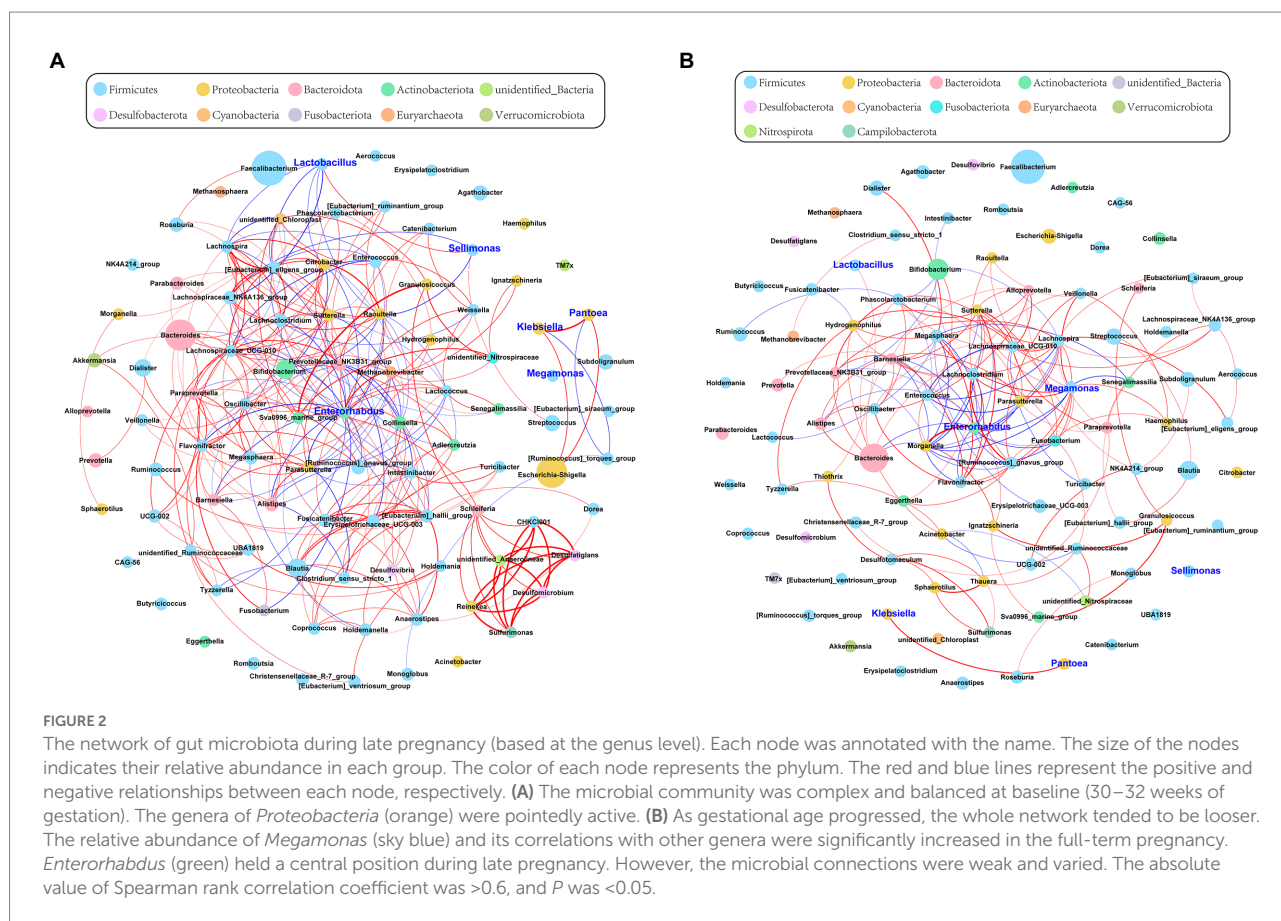 A
Firmicutes Proteobacteria Bacteroidota Actinobacteriota unidentified_Bacteria
Desulfobacterota Cyanobacteria Fusobacteriota Euryarchaeota Verrucomicrobiota
Aerococcus
Lactobacillus
Faecalibacterium
Erysipelatoclostridium
Methanosphaera
Agathobacter
[Eubacterium]_ruminantium_group
Phascolarctobacterium
unidentified_Chloroplast
Roseburia
Haemophilus
Catenibacterium
Lachnospira
Sellimonas
Citrobacter
Enterococcus
NK4A214_group
[Eubacterium]_eligens_group
TM7x
Ignatzschineria
Parabacteroides
Granulosicoccus
Lachnospiraceae_NK4A136_group
Weissella
Morganella
Lachnoclostridium
Sutterella
Raoultella
Pantoea
Klebsiella
Bacteroides
Hydrogenophilus
Lachnospiraceae_UCG-010
unidentified_Nitrospiraceae
Akkermansia
Prevotellaceae_NK3B31_group
Subdoligranulum
Dialister
Bifidobacterium
Methanobrevibacter
Megamonas
Paraprevotella
Lactococcus
Alloprevotella
Oscillibacter
Enterorhabdus
Senegalimassilia
[Eubacterium]_siraeum_group
Veillonella
Sva0996_marine_group
Collinsella
Streptococcus
Flavonifractor
Adlercreutzia
Prevotella
Megasphaera
[Ruminococcus]_gnavus_group
[Ruminococcus]_torques_group
Ruminococcus
Parasutterella
Intestinibacter
Turicibacter
Escherichia-Shigella
Sphaerotilus
Barnesiella
Alistipes
UCG-002
Fusicatenibacter
[Eubacterium]_hallii_group
Schleiferia
Dorea
Erysipelotrichaceae_UCG-003
CHKCI001
unidentified_Ruminococcaceae
UBA1819
CAG-56
Blautia
Desulfovibrio
Holdemania
unidentified_Anaerolineae
Desulfatiglans
Clostridium_sensu_stricto_1
Tyzzerella
Desulfomicrobium
Butyricicoccus
Fusobacterium
Reinekea
Anaerostipes
Coprococcus
Holdemanella
Sulfurimonas
Eggerthella
Romboutsia
Acinetobacter
Monoglobus
Christensenellaceae_R-7_group
[Eubacterium]_ventriosum_group
B
Firmicutes Proteobacteria Bacteroidota Actinobacteriota unidentified_Bacteria
Desulfobacterota Cyanobacteria Fusobacteriota Euryarchaeota Verrucomicrobiota
Nitrospirota Campilobacterota
Desulfovibrio
Faecalibacterium
Agathobacter
Dialister
Adlercreutzia
CAG-56
Methanosphaera
Intestinibacter
Romboutsia
Clostridium_sensu_stricto_1
Escherichia-Shigella
Collinsella
Desulfatiglans
Dorea
Raoultella
Lactobacillus
Bifidobacterium
[Eubacterium]_siraeum_group
Butyricicoccus
Fusicatenibacter
Alloprevotella
Veillonella
Schleiferia
Phascolarctobacterium
Sutterella
Lachnospiraceae_NK4A136_group
Ruminococcus
Hydrogenophilus
Megasphaera
Lachnospira
Streptococcus
Holdemanella
Methanobrevibacter
Lachnospiraceae_UCG-010
Barnesiella
Prevotellaceae_NK3B31_group
Lachnoclostridium
Subdoligranulum
Aerococcus
Holdemania
Prevotella
Enterococcus
Megamonas
Senegalimassilia
Parasutterella
Oscillibacter
Haemophilus
[Eubacterium]_eligens_group
Alistipes
Enterorhabdus
Paraprevotella
Parabacteroides
Lactococcus
Morganella
Fusobacterium
Bacteroides
[Ruminococcus]_gnavus_group
NK4A214_group
Blautia
Citrobacter
Weissella
Tyzzerella
Thiothrix
Flavonifractor
Turicibacter
Eggerthella
Granulosicoccus
Erysipelotrichaceae_UCG-003
Coprococcus
Christensenellaceae_R-7_group
Ignatzschineria
[Eubacterium]_hallii_group
[Eubacterium]_ruminantium_group
Desulfomicrobium
Acinetobacter
unidentified_Ruminococcaceae
Desulfotomaculum
UCG-002
Monoglobus
Sellimonas
TM7x
[Eubacterium]_ventriosum_group
Sphaerotilus
Thauera
unidentified_Nitrospiraceae
[Ruminococcus]_torques_group
Klebsiella
Sva0996_marine_group
UBA1819
unidentified_Chloroplast
Sulfurimonas
Akkermansia
Catenibacterium
Pantoea
Erysipelatoclostridium
Roseburia
Anaerostipes
FIGURE 2
The network of gut microbiota during late pregnancy (based at the genus level). Each node was annotated with the name. The size of the nodes
indicates their relative abundance in each group. The color of each node represents the phylum. The red and blue lines represent the positive and
negative relationships between each node, respectively. (A) The microbial community was complex and balanced at baseline (30–32 weeks of
gestation). The genera of Proteobacteria (orange) were pointedly active. (B) As gestational age progressed, the whole network tended to be looser.
The relative abundance of Megamonas (sky blue) and its correlations with other genera were significantly increased in the full-term pregnancy.
Enterorhabdus (green) held a central position during late pregnancy. However, the microbial connections were weak and varied. The absolute
value of Spearman rank correlation coefficient was >0.6, and P was <0.05.